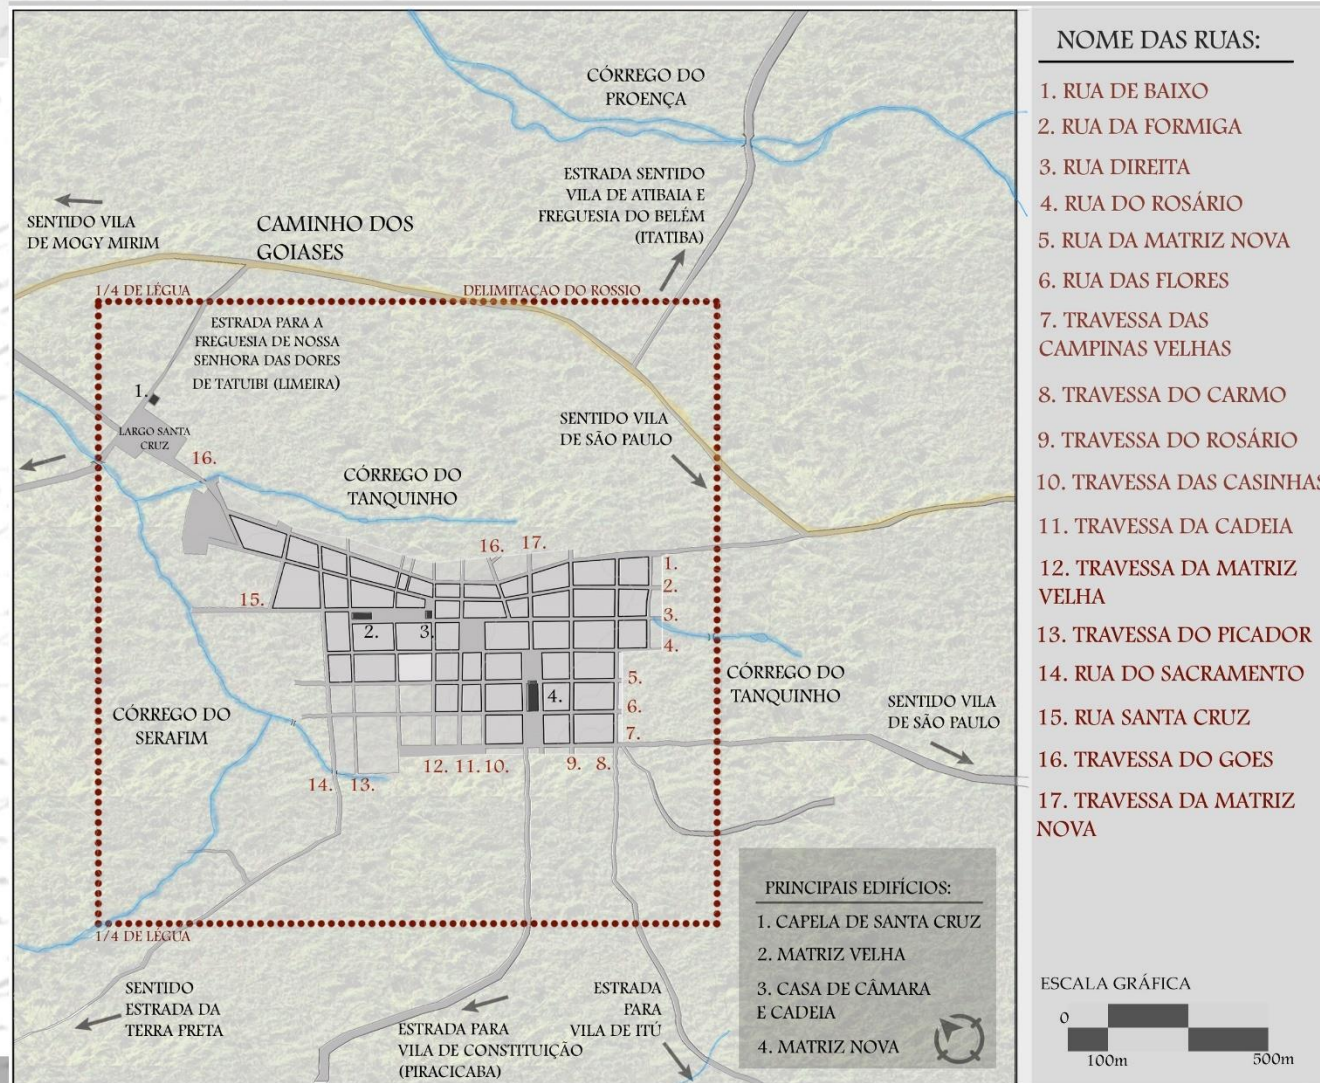 CÓRREGO DO
PROENÇA
ESTRADA SENTIDO
VILA DE ATIBAIA E
FREGUESIA DO BELÉM
(ITATIBA)
SENTIDO VILA
DE MOGY MIRIM
CAMINHO DOS
GOIASES
1/4 DE LÉGUA
DELIMITAÇAO DO ROSSIO
ESTRADA PARA A
FREGUESIA DE NOSSA
SENHORA DAS DORES
DE TATUIBI (LIMEIRA)
1.
LARGO SANTA
CRUZ
16.
SENTIDO VILA
DE SÃO PAULO
CÓRREGO DO
TANQUINHO
16.
17.
1.
2.
3.
4.
5.
6.
7.
15.
2.
3.
4.
CÓRREGO DO
TANQUINHO
SENTIDO VILA
DE SÃO PAULO
CÓRREGO DO
SERAFIM
14.
13.
12.
11.
10.
9.
8.
1/4 DE LÉGUA
SENTIDO
ESTRADA DA
TERRA PRETA
ESTRADA PARA
VILA DE CONSTITUIÇÃO
(PIRACICABA)
ESTRADA
PARA
VILA DE ITÚ
PRINCIPAIS EDIFÍCIOS:
1. CAPELA DE SANTA CRUZ
2. MATRIZ VELHA
3. CASA DE CÂMARA
E CADEIA
4. MATRIZ NOVA
NOME DAS RUAS:
1. RUA DE BAIXO
2. RUA DA FORMIGA
3. RUA DIREITA
4. RUA DO ROSÁRIO
5. RUA DA MATRIZ NOVA
6. RUA DAS FLORES
7. TRAVESSA DAS
CAMPINAS VELHAS
8. TRAVESSA DO CARMO
9. TRAVESSA DO ROSÁRIO
10. TRAVESSA DAS CASINHAS
11. TRAVESSA DA CADEIA
12. TRAVESSA DA MATRIZ
VELHA
13. TRAVESSA DO PICADOR
14. RUA DO SACRAMENTO
15. RUA SANTA CRUZ
16. TRAVESSA DO GOES
17. TRAVESSA DA MATRIZ
NOVA
ESCALA GRÁFICA
0
100m
500m